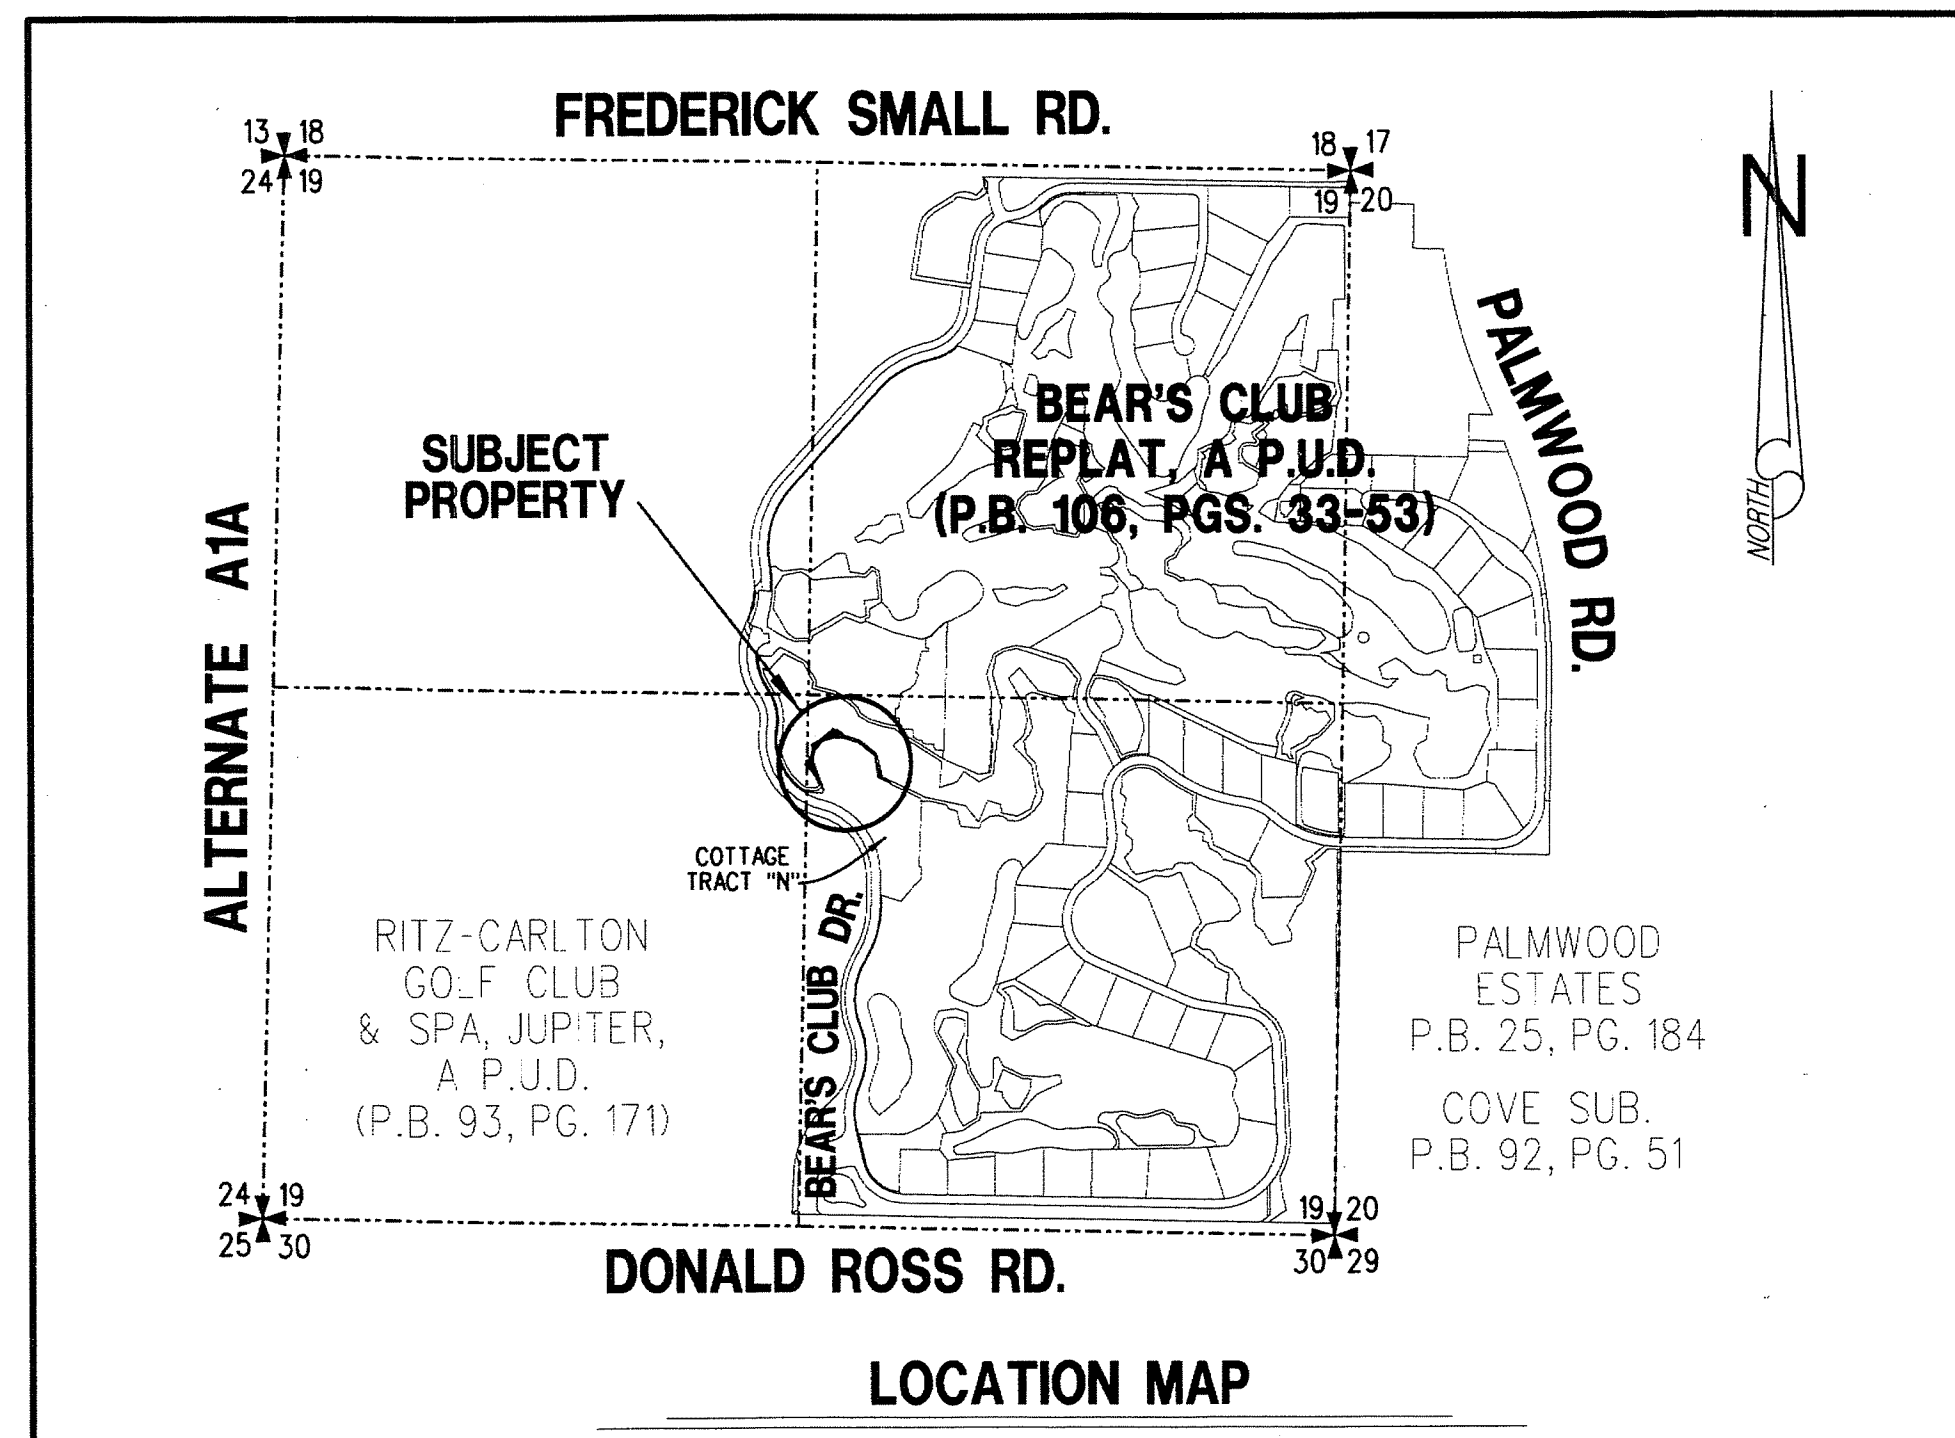 FREDERICK SMALL RD.
13 18
24 19
18 17
19 20
N
NORTH
PALMWOOD RD.
BEAR'S CLUB
REPLAT, A P.U.D.
(P.B. 106, PGS. 33-53)
SUBJECT
PROPERTY
ALTERNATE A1A
COTTAGE
TRACT "N"
BEAR'S CLUB DR.
RITZ-CARLTON
GOLF CLUB
& SPA, JUPITER,
A P.U.D.
(P.B. 93, PG. 171)
PALMWOOD
ESTATES
P.B. 25, PG. 184
COVE SUB.
P.B. 92, PG. 51
24 19
25 30
19 20
30 29
DONALD ROSS RD.
LOCATION MAP